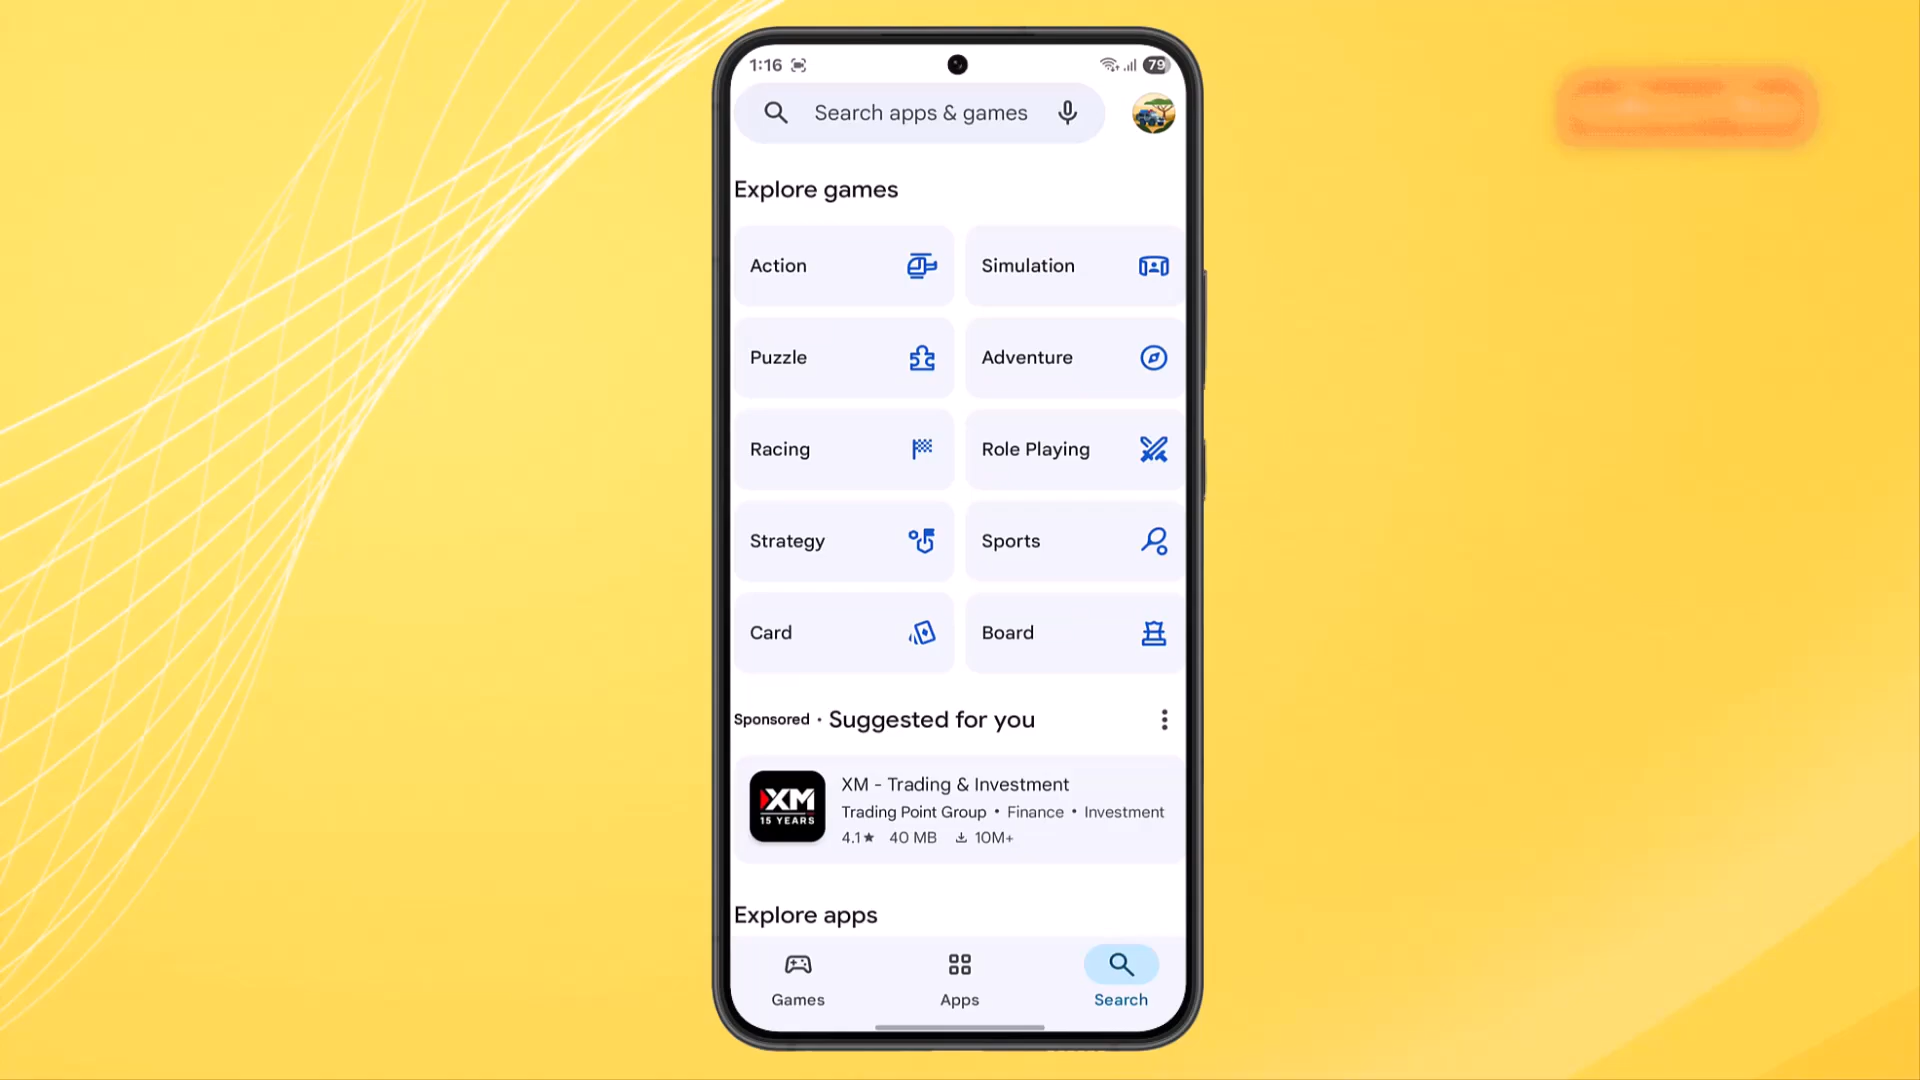 1:16 79
Search apps & games
Explore games
Action Simulation
Puzzle Adventure
Racing Role Playing
Strategy Sports
Card Board
Sponsored • Suggested for you
XM - Trading & Investment
Trading Point Group • Finance • Investment
4.1★ 40 MB 10M+
XM
15 YEARS
Explore apps
Games Apps Search